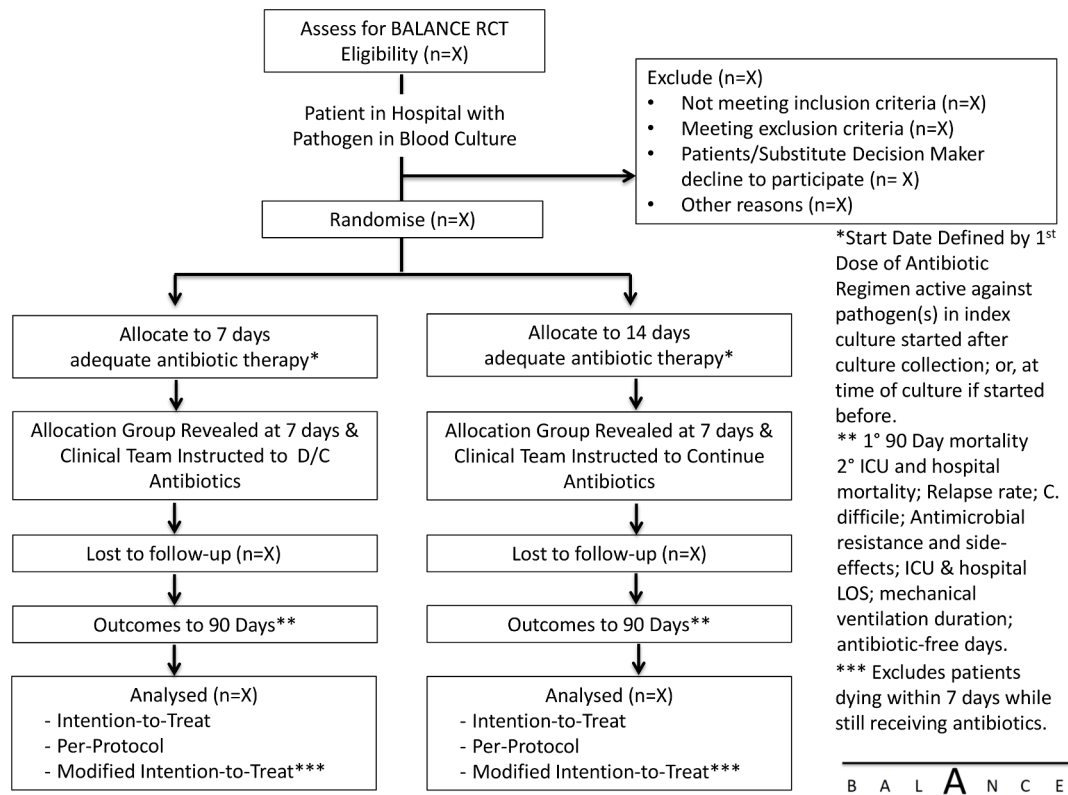 Assess for BALANCE RCT
Eligibility (n=X)
Patient in Hospital with
Pathogen in Blood Culture
Exclude (n=X)
• Not meeting inclusion criteria (n=X)
• Meeting exclusion criteria (n=X)
• Patients/Substitute Decision Maker
decline to participate (n= X)
• Other reasons (n=X)
Randomise (n=X)
Allocate to 7 days
adequate antibiotic therapy*
Allocation Group Revealed at 7 days &
Clinical Team Instructed to D/C
Antibiotics
Lost to follow-up (n=X)
Outcomes to 90 Days**
Analysed (n=X)
- Intention-to-Treat
- Per-Protocol
- Modified Intention-to-Treat***
Allocate to 14 days
adequate antibiotic therapy*
Allocation Group Revealed at 7 days &
Clinical Team Instructed to Continue
Antibiotics
Lost to follow-up (n=X)
Outcomes to 90 Days**
Analysed (n=X)
- Intention-to-Treat
- Per-Protocol
- Modified Intention-to-Treat***
*Start Date Defined by 1st
Dose of Antibiotic
Regimen active against
pathogen(s) in index
culture started after
culture collection; or, at
time of culture if started
before.
** 1° 90 Day mortality
2° ICU and hospital
mortality; Relapse rate; C.
difficile; Antimicrobial
resistance and side-
effects; ICU & hospital
LOS; mechanical
ventilation duration;
antibiotic-free days.
*** Excludes patients
dying within 7 days while
still receiving antibiotics.
B A L A N C E